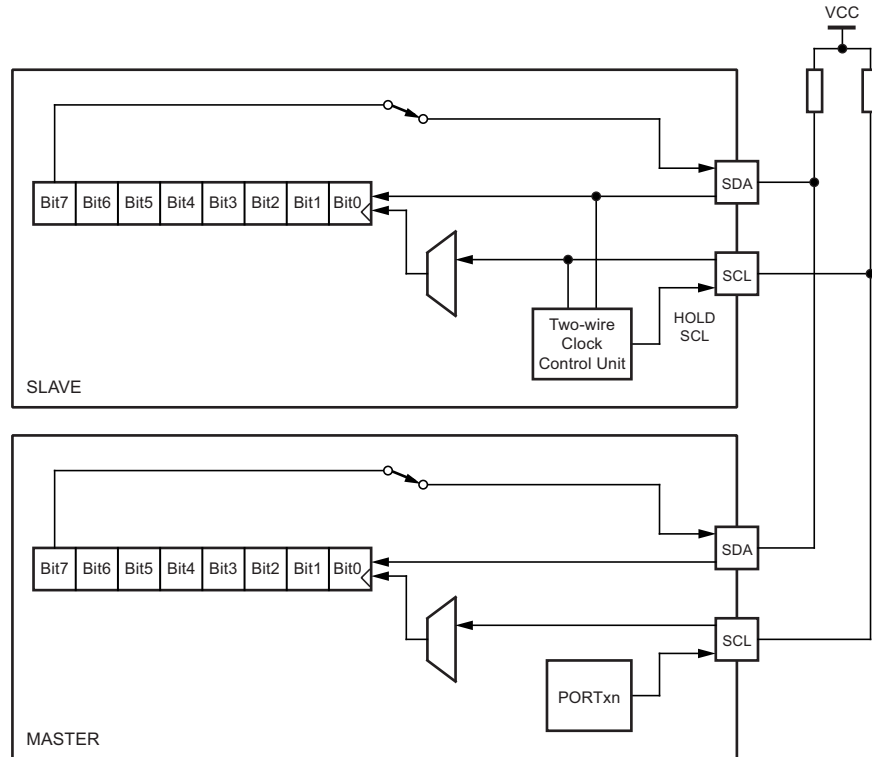 VCC
Bit7 Bit6 Bit5 Bit4 Bit3 Bit2 Bit1 Bit0
SDA
SCL
Two-wire
Clock
Control Unit
HOLD
SCL
SLAVE
Bit7 Bit6 Bit5 Bit4 Bit3 Bit2 Bit1 Bit0
SDA
SCL
PORTxn
MASTER